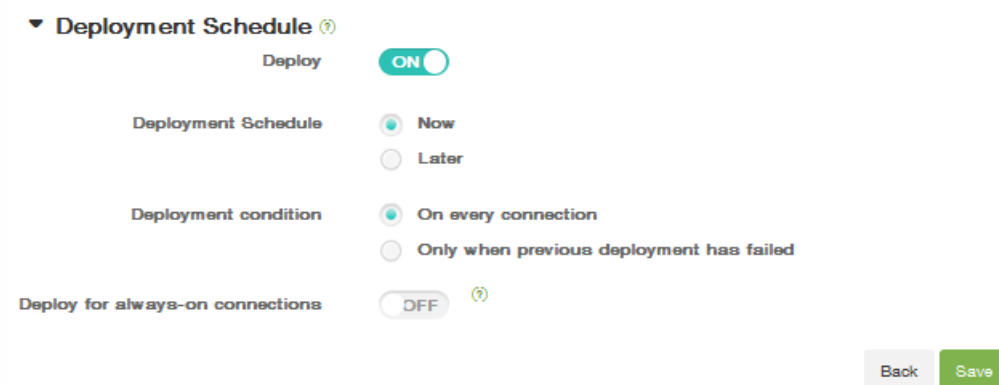 Deployment Schedule ?
Deploy ON
Deployment Schedule Now
Later
Deployment condition On every connection
Only when previous deployment has failed
Deploy for always-on connections OFF ?
Back Save